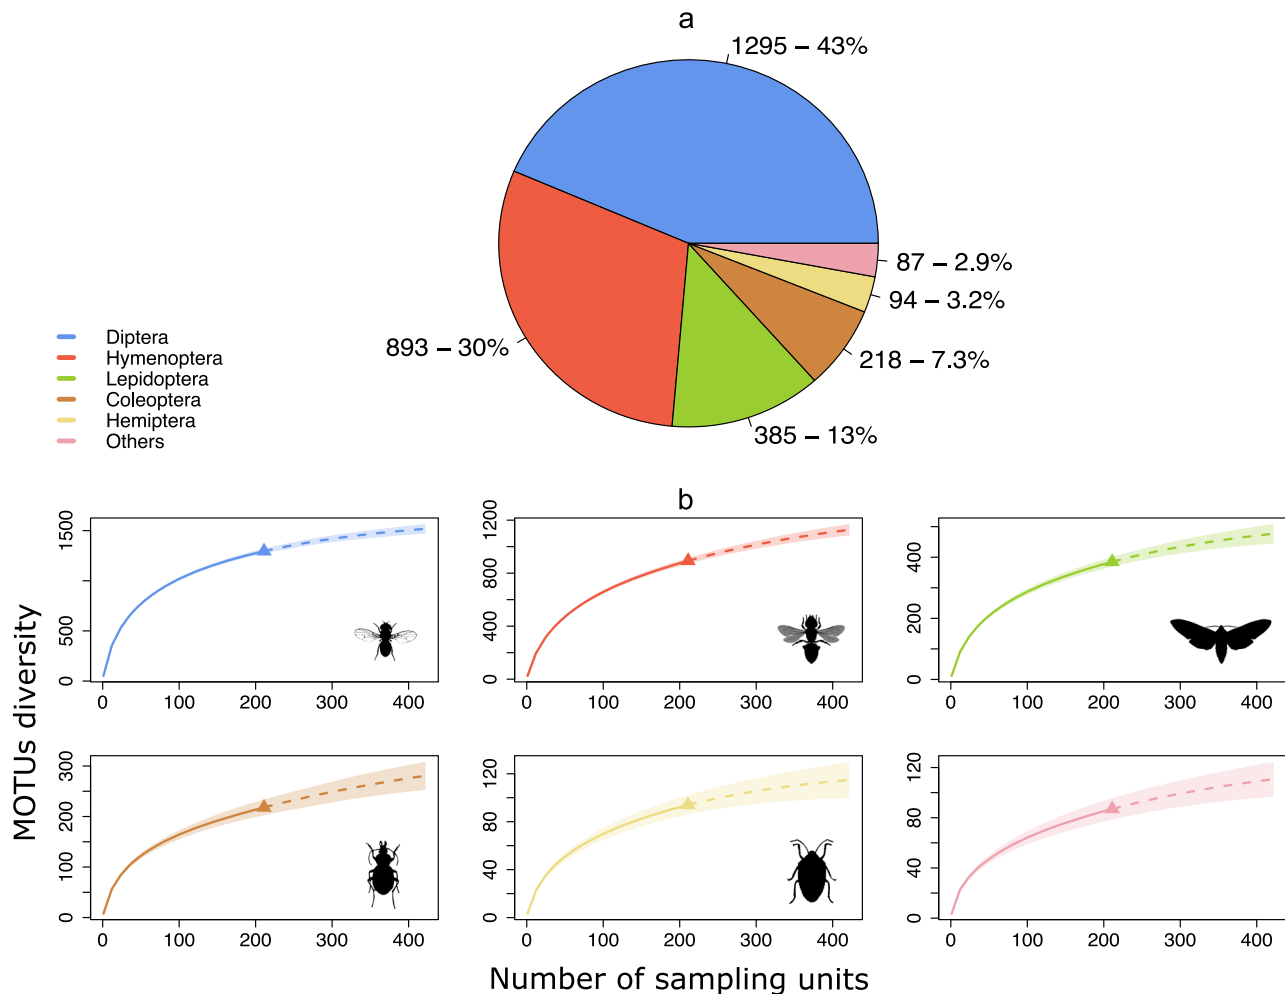 a
1295 – 43%
87 – 2.9%
94 – 3.2%
218 – 7.3%
385 – 13%
893 – 30%
Diptera
Hymenoptera
Lepidoptera
Coleoptera
Hemiptera
Others
b
MOTUs diversity
0 500 1500
0 100 200 300 400
0 400 800 1200
0 100 200 300 400
0 200 400
0 100 200 300 400
0 100 200 300
0 100 200 300 400
0 40 80 120
0 100 200 300 400
0 40 80 120
0 100 200 300 400
Number of sampling units